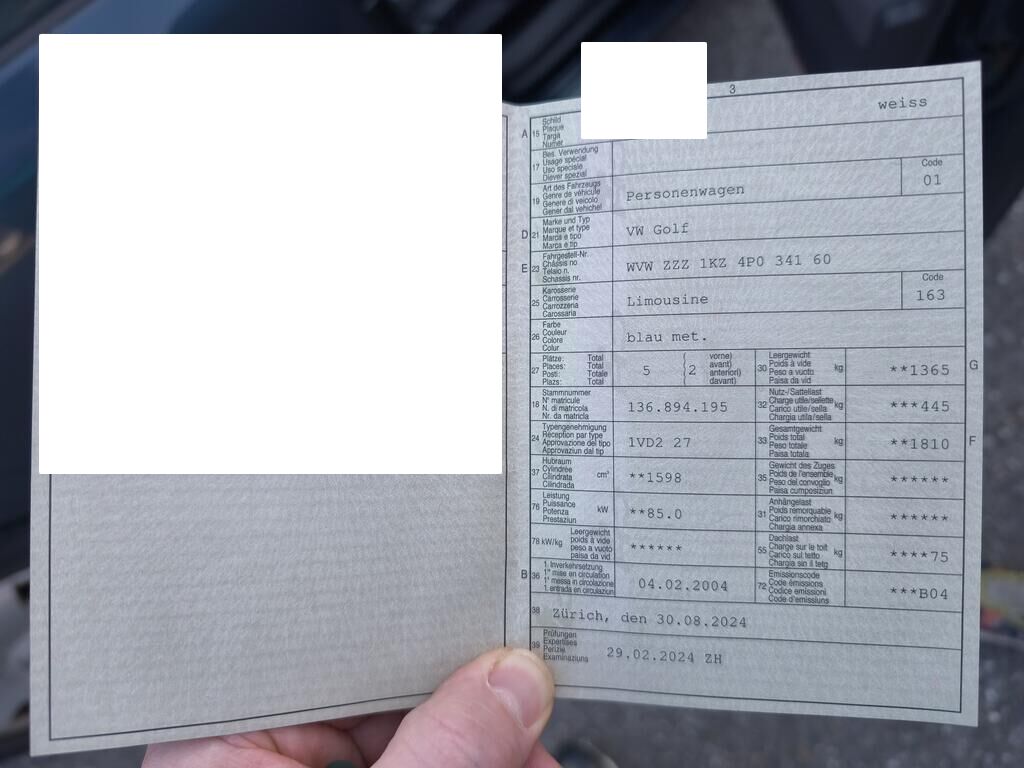 3
A 15 Schild weiss
Plaque
Targa
Numer
17 Bes. Verwendung
Usage spécial
Uso speciale
Diever spezial
19 Art des Fahrzeugs Personenwagen Code 01
Genre de véhicule
Genere di veicolo
Gener dal vehichel
D 21 Marke und Typ VW Golf
Marque et type
Marca e tipo
Marca e tip
E 23 Fahrgestell-Nr. WVW ZZZ 1KZ 4P0 341 60
Châssis no
Telaio n.
Schassis nr.
25 Karosserie Limousine Code 163
Carrosserie
Carrozzeria
Carossaria
26 Farbe blau met.
Couleur
Colore
Colur
27 Plätze: Total 5 (2 vorne)
Places: Total avant)
Posti: Totale anteriori)
Plazs: Total davant)
30 Leergewicht kg **1365 G
Poids à vide
Peso a vuoto
Paisa da vid
18 Stammnummer 136.894.195
N° matricule
N. di matricola
Nr. da matricla
32 Nutz-/Sattellast kg ***445
Charge utile/sellette
Carico utile/sella
Chargia utila/sella
24 Typengenehmigung 1VD2 27
Réception par type
Approvazione del tipo
Approvaziun dal tip
33 Gesamtgewicht kg **1810 F
Poids total
Peso totale
Paisa totala
37 Hubraum cm³ **1598
Cylindrée
Cilindrata
Cilindrada
35 Gewicht des Zuges kg ******
Poids de l'ensemble
Peso del convoglio
Paisa cumposiziun
76 Leistung kW **85.0
Puissance
Potenza
Prestaziun
31 Anhängelast kg ******
Poids remorquable
Carico rimorchiato
Chargia annexa
78 kW/kg Leergewicht ******
poids à vide
peso a vuoto
paisa da vid
55 Dachlast kg ****75
Charge sur le toit
Carico sul tetto
Chargia sin il tetg
B 36 1. Inverkehrsetzung 04.02.2004
1re mise en circulation
1a messa in circolazione
1. entrada en circulaziun
72 Emissionscode ***B04
Code émissions
Codice emissioni
Code d'emissiuns
38 Zürich, den 30.08.2024
39 Prüfungen 29.02.2024 ZH
Expertises
Perizie
Examinaziuns